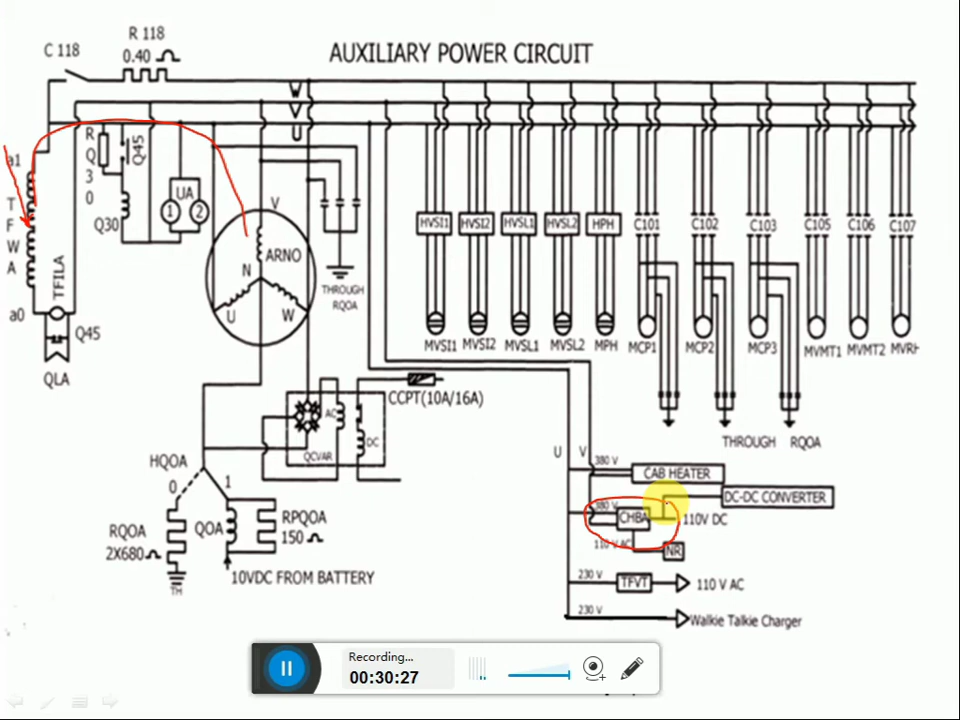 R 118
C 118
0.40
AUXILIARY POWER CIRCUIT
W
V
U
a1
R
Q
3
0
Q45
Q30
UA
1
2
T
F
W
A
TFILA
a0
Q45
QLA
V
ARNO
N
U
W
THROUGH
RQOA
HVSI1
HVSI2
HVSL1
HVSL2
HPH
C101
C102
C103
C105
C106
C107
MVSI1
MVSI2
MVSL1
MVSL2
MPH
MCP1
MCP2
MCP3
MVMT1
MVMT2
MVRH
THROUGH RQOA
CCPT(10A/16A)
AC
DC
QCVAR
HQOA
0
1
RQOA
2X680
QOA
RPQOA
150
TH
10VDC FROM BATTERY
U
V
380 V
CAB HEATER
DC-DC CONVERTER
380 V
CHBA
110V DC
110 V AC
NR
230 V
TFVT
110 V AC
230 V
Walkie Talkie Charger
Recording...
00:30:27